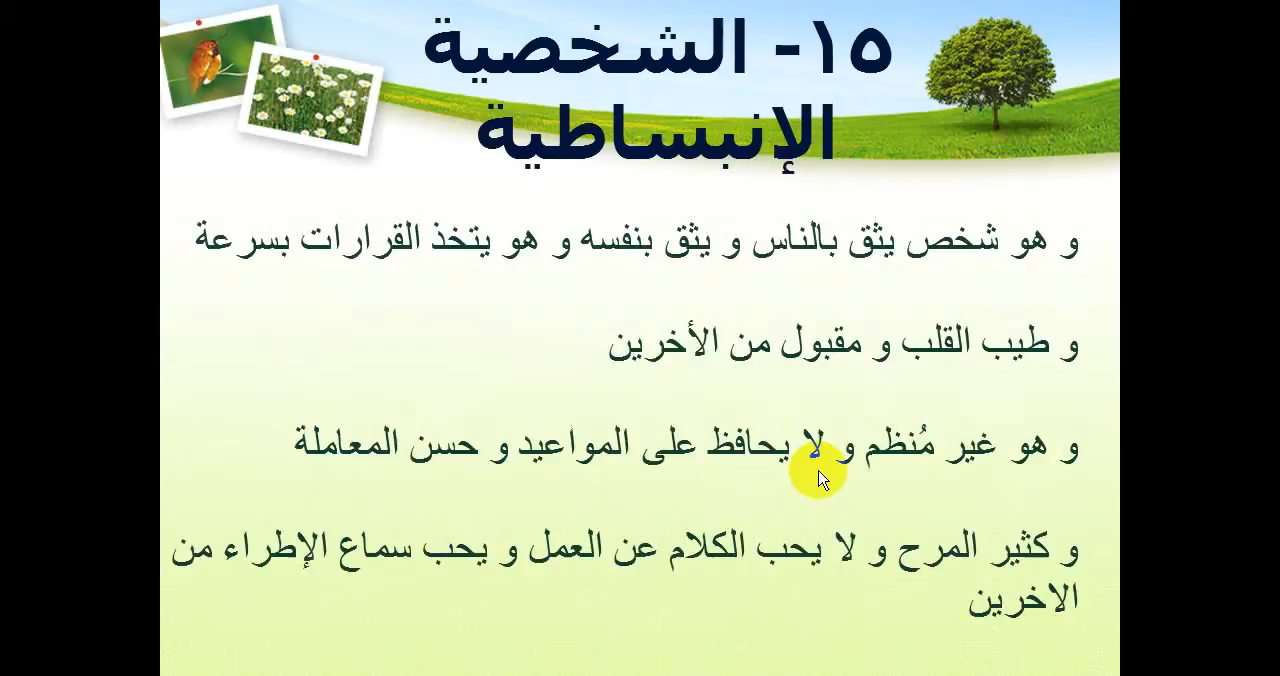 ١٥- الشخصية
الإنبساطية
و هو شخص يثق بالناس و يثق بنفسه و هو يتخذ القرارات بسرعة
و طيب القلب و مقبول من الأخرين
و هو غير مُنظم و لا يحافظ على المواعيد و حسن المعاملة
و كثير المرح و لا يحب الكلام عن العمل و يحب سماع الإطراء من
الاخرين